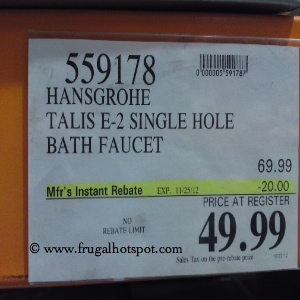 559178
0000005591787
HANSGROHE
TALIS E-2 SINGLE HOLE
BATH FAUCET
69.99
Mfr's Instant Rebate EXP. 11/25/12 -20.00
PRICE AT REGISTER
NO
REBATE LIMIT
49.99
www.frugalhotspot.com
Sales Tax on the pre-rebate price